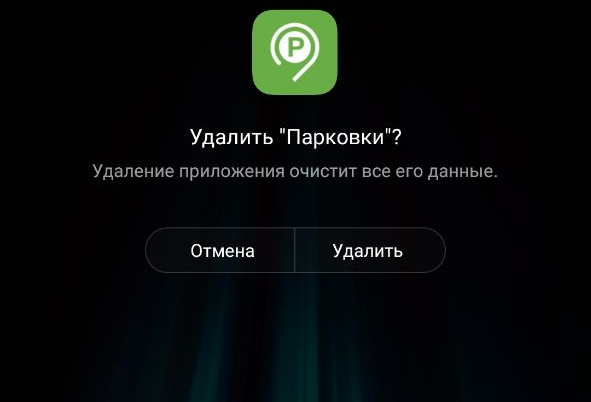 P
Удалить "Парковки"?
Удаление приложения очистит все его данные.
Отмена
Удалить